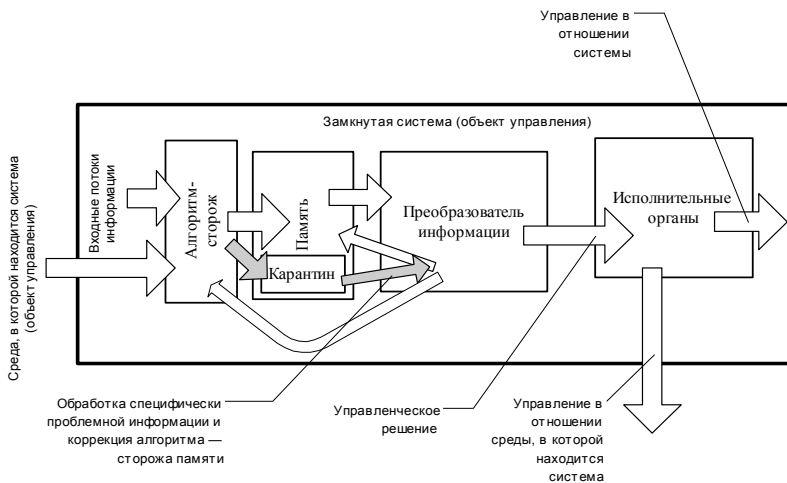 Управление в
отношении
системы
Замкнутая система (объект управления)
Среда, в которой находится система
(объект управления)
Входные потоки
информации
Алгоритм-
сторож
Память
Карантин
Преобразователь
информации
Исполнительные
органы
Обработка специфически
проблемной информации и
коррекция алгоритма —
сторожа памяти
Управленческое
решение
Управление в
отношении
среды, в которой
находится
система